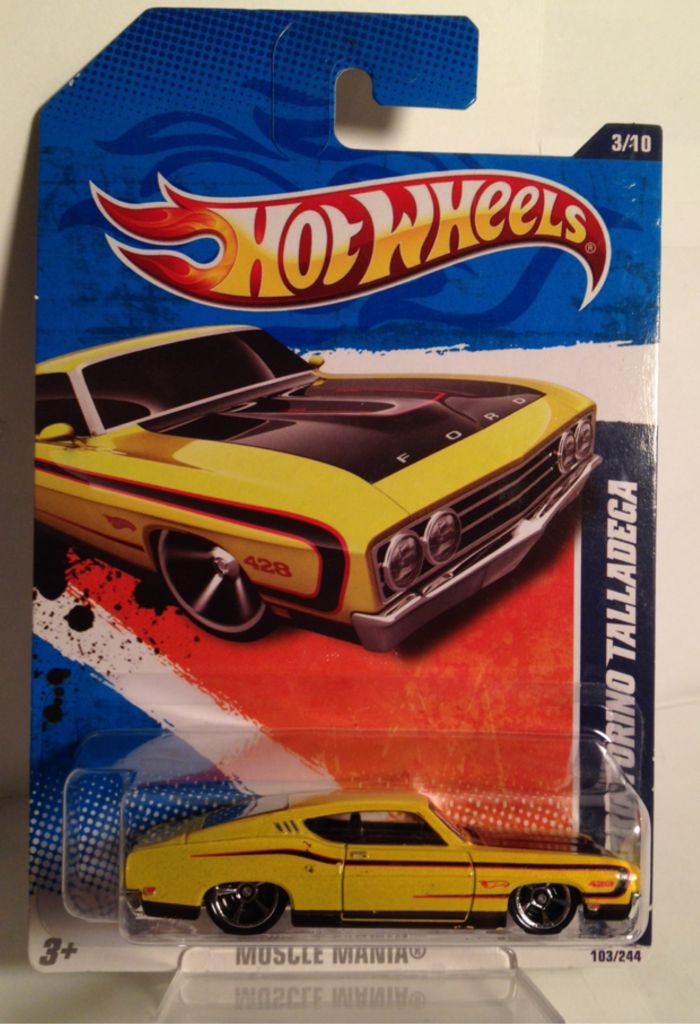 3/10
HOT WHEELS®
FORD
428
TORINO TALLADEGA
428
3+
MUSCLE MANIA®
103/244